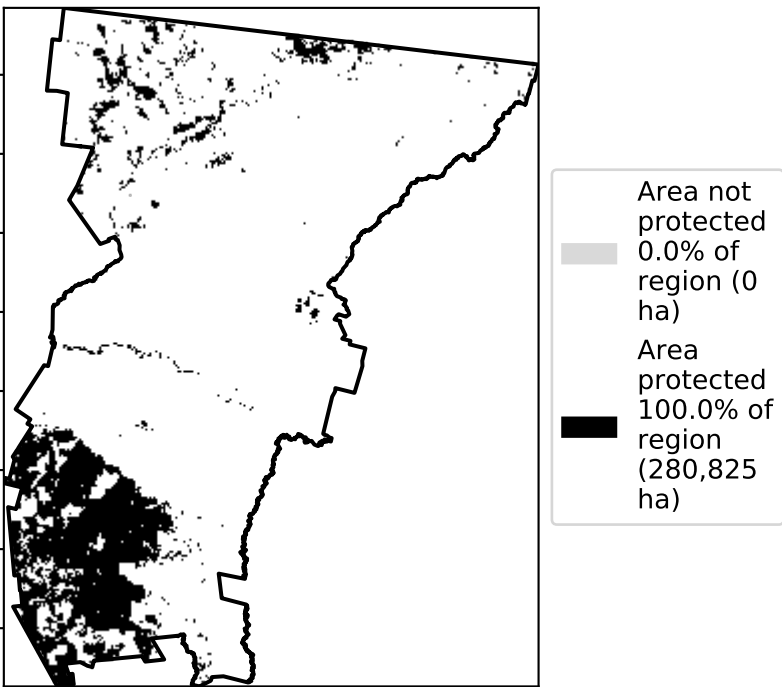 Area not
protected
0.0% of
region (0
ha)
Area
protected
100.0% of
region
(280,825
ha)